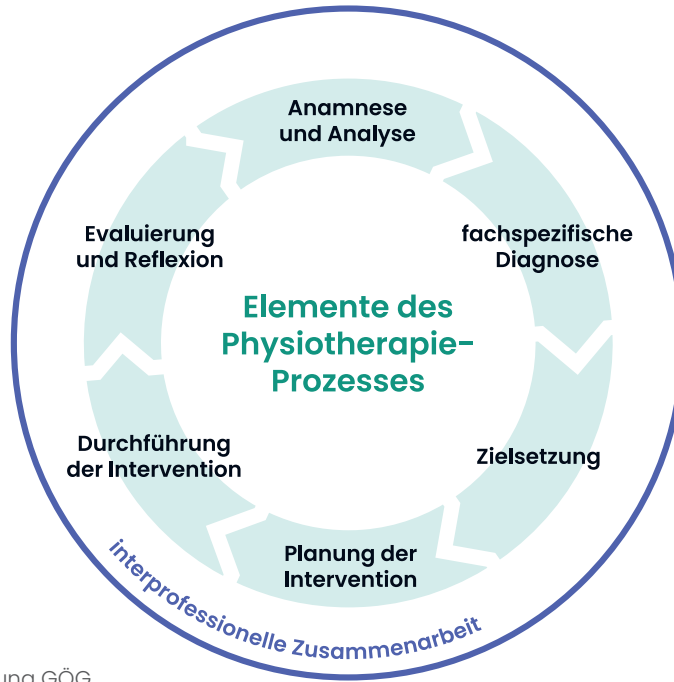 Anamnese
und Analyse
fachspezifische
Diagnose
Zielsetzung
Planung der
Intervention
Durchführung
der Intervention
Evaluierung
und Reflexion
Elemente des
Physiotherapie-
Prozesses
interprofessionelle Zusammenarbeit
GÖG